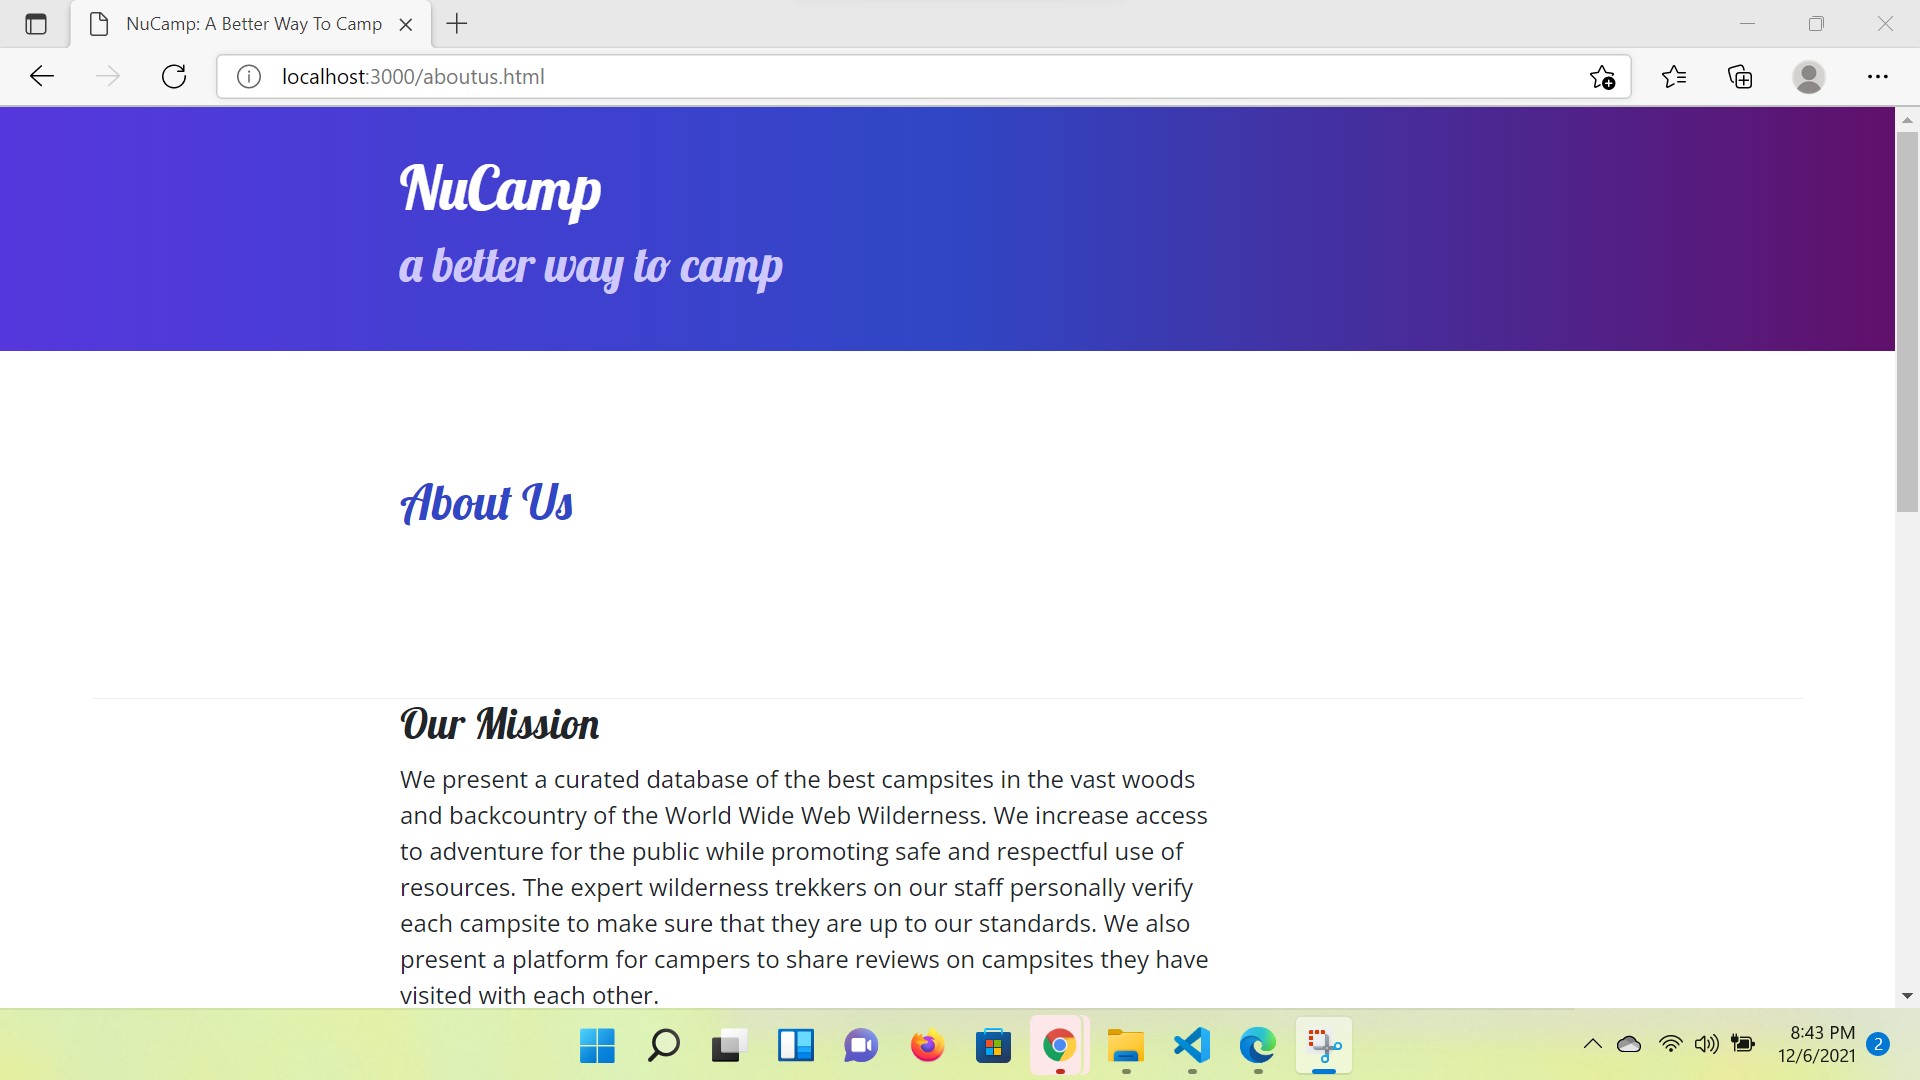 NuCamp: A Better Way To Camp
localhost:3000/aboutus.html
NuCamp
a better way to camp
About Us
Our Mission
We present a curated database of the best campsites in the vast woods
and backcountry of the World Wide Web Wilderness. We increase access
to adventure for the public while promoting safe and respectful use of
resources. The expert wilderness trekkers on our staff personally verify
each campsite to make sure that they are up to our standards. We also
present a platform for campers to share reviews on campsites they have
visited with each other.
8:43 PM
12/6/2021
2